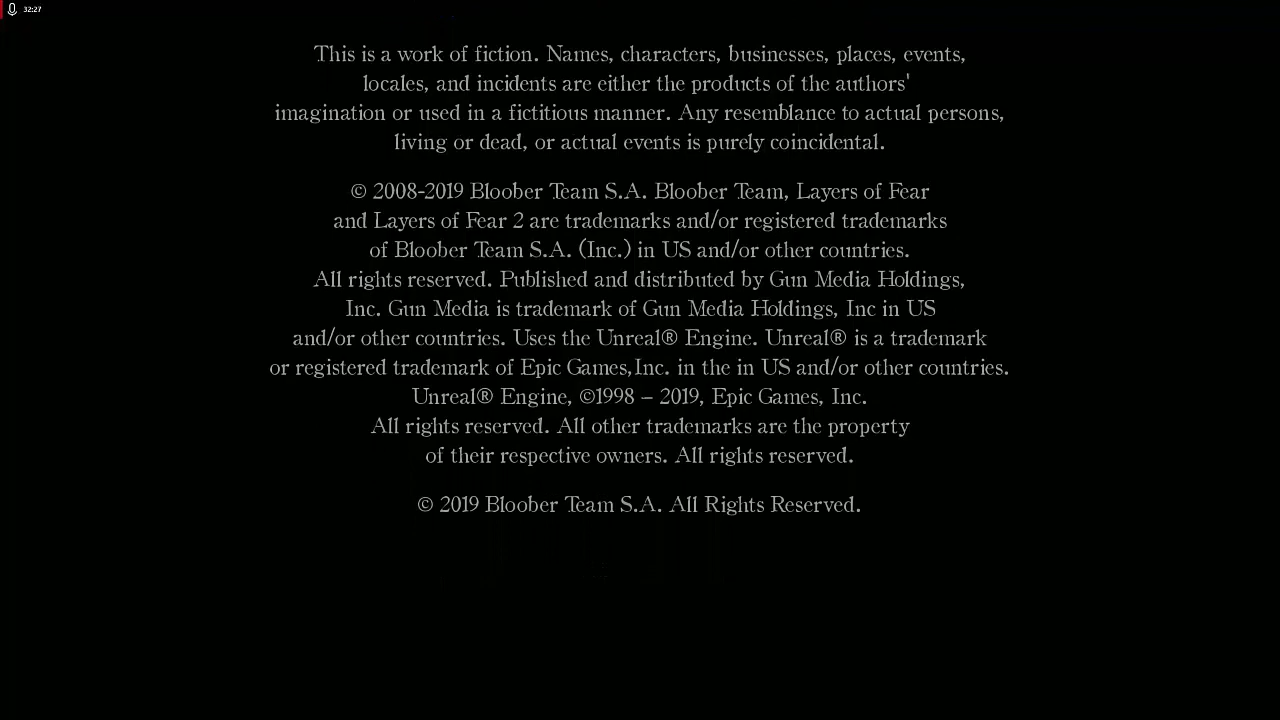 32:27
This is a work of fiction. Names, characters, businesses, places, events,
locales, and incidents are either the products of the authors'
imagination or used in a fictitious manner. Any resemblance to actual persons,
living or dead, or actual events is purely coincidental.
© 2008-2019 Bloober Team S.A. Bloober Team, Layers of Fear
and Layers of Fear 2 are trademarks and/or registered trademarks
of Bloober Team S.A. (Inc.) in US and/or other countries.
All rights reserved. Published and distributed by Gun Media Holdings,
Inc. Gun Media is trademark of Gun Media Holdings, Inc in US
and/or other countries. Uses the Unreal® Engine. Unreal® is a trademark
or registered trademark of Epic Games,Inc. in the in US and/or other countries.
Unreal® Engine, ©1998 – 2019, Epic Games, Inc.
All rights reserved. All other trademarks are the property
of their respective owners. All rights reserved.
© 2019 Bloober Team S.A. All Rights Reserved.